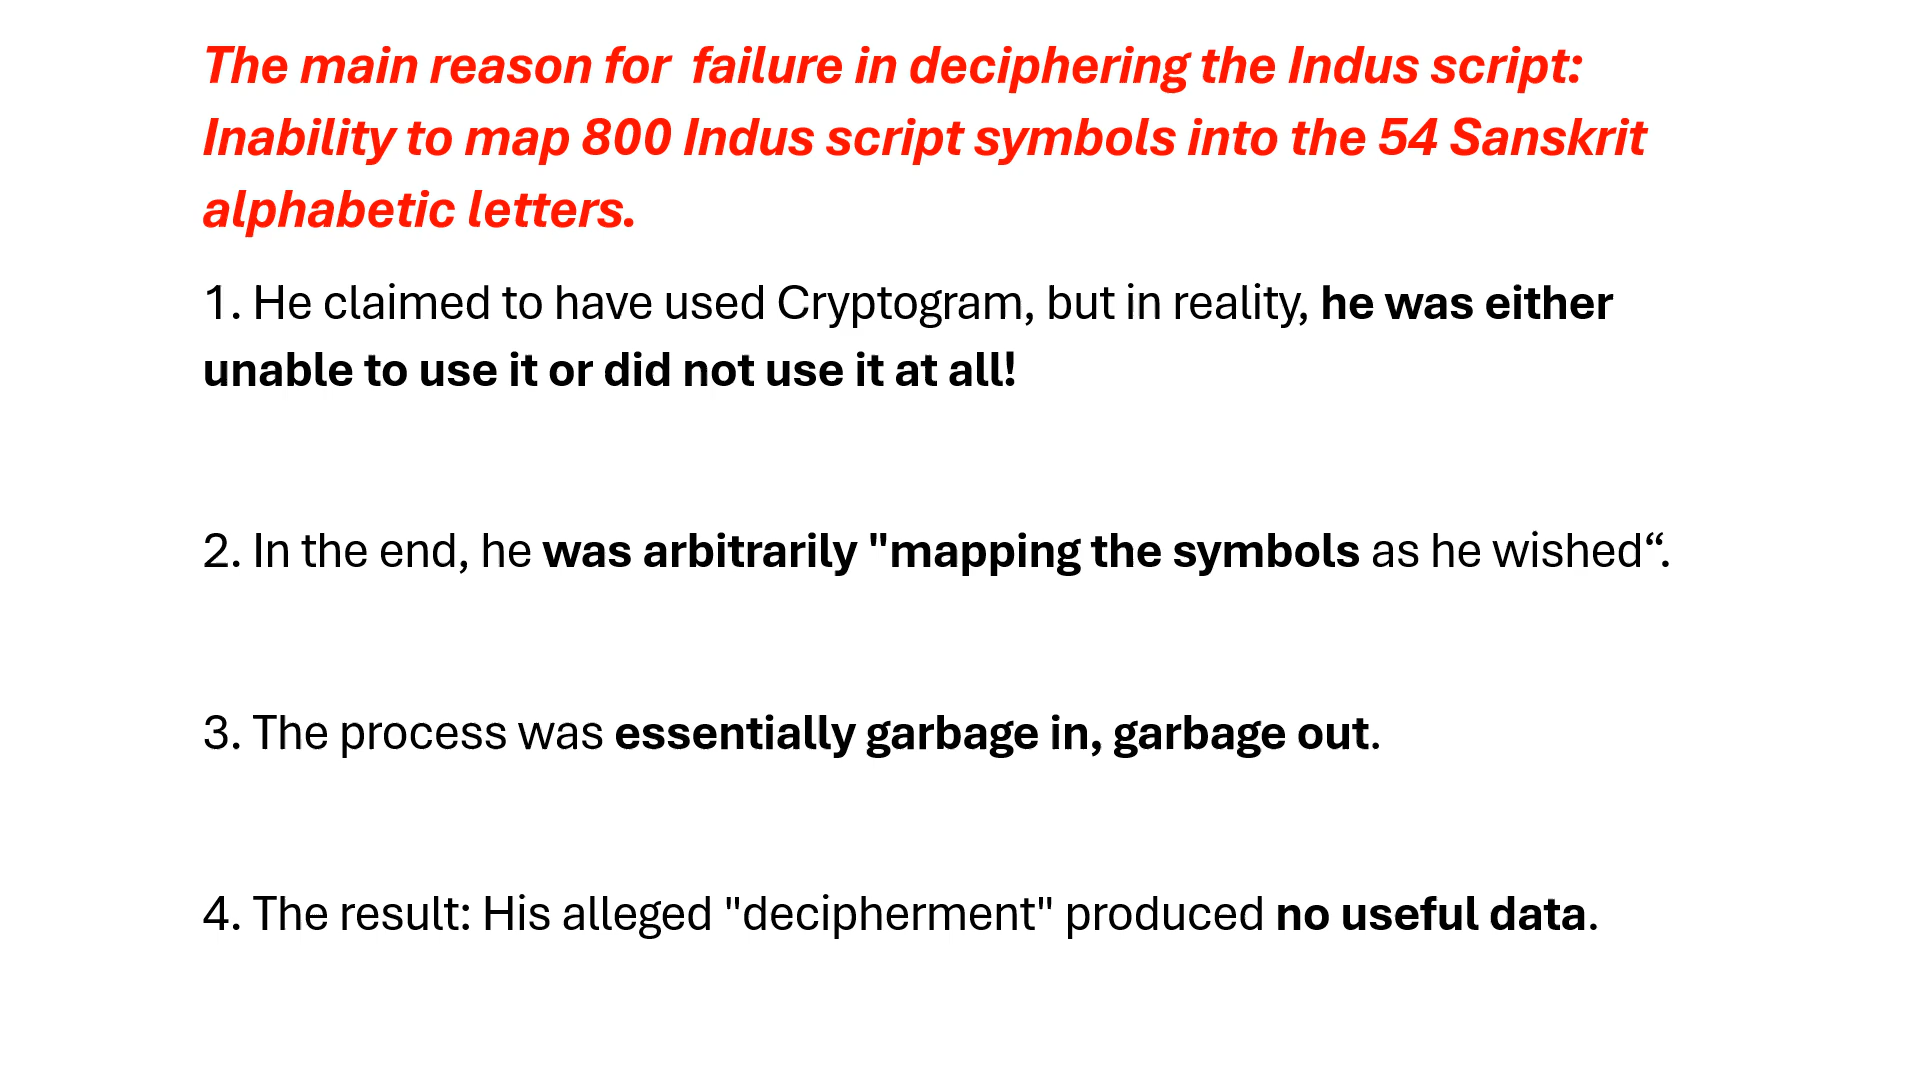 The main reason for  failure in deciphering the Indus script:
Inability to map 800 Indus script symbols into the 54 Sanskrit
alphabetic letters.
1. He claimed to have used Cryptogram, but in reality, he was either
unable to use it or did not use it at all!
2. In the end, he was arbitrarily "mapping the symbols as he wished“.
3. The process was essentially garbage in, garbage out.
4. The result: His alleged "decipherment" produced no useful data.